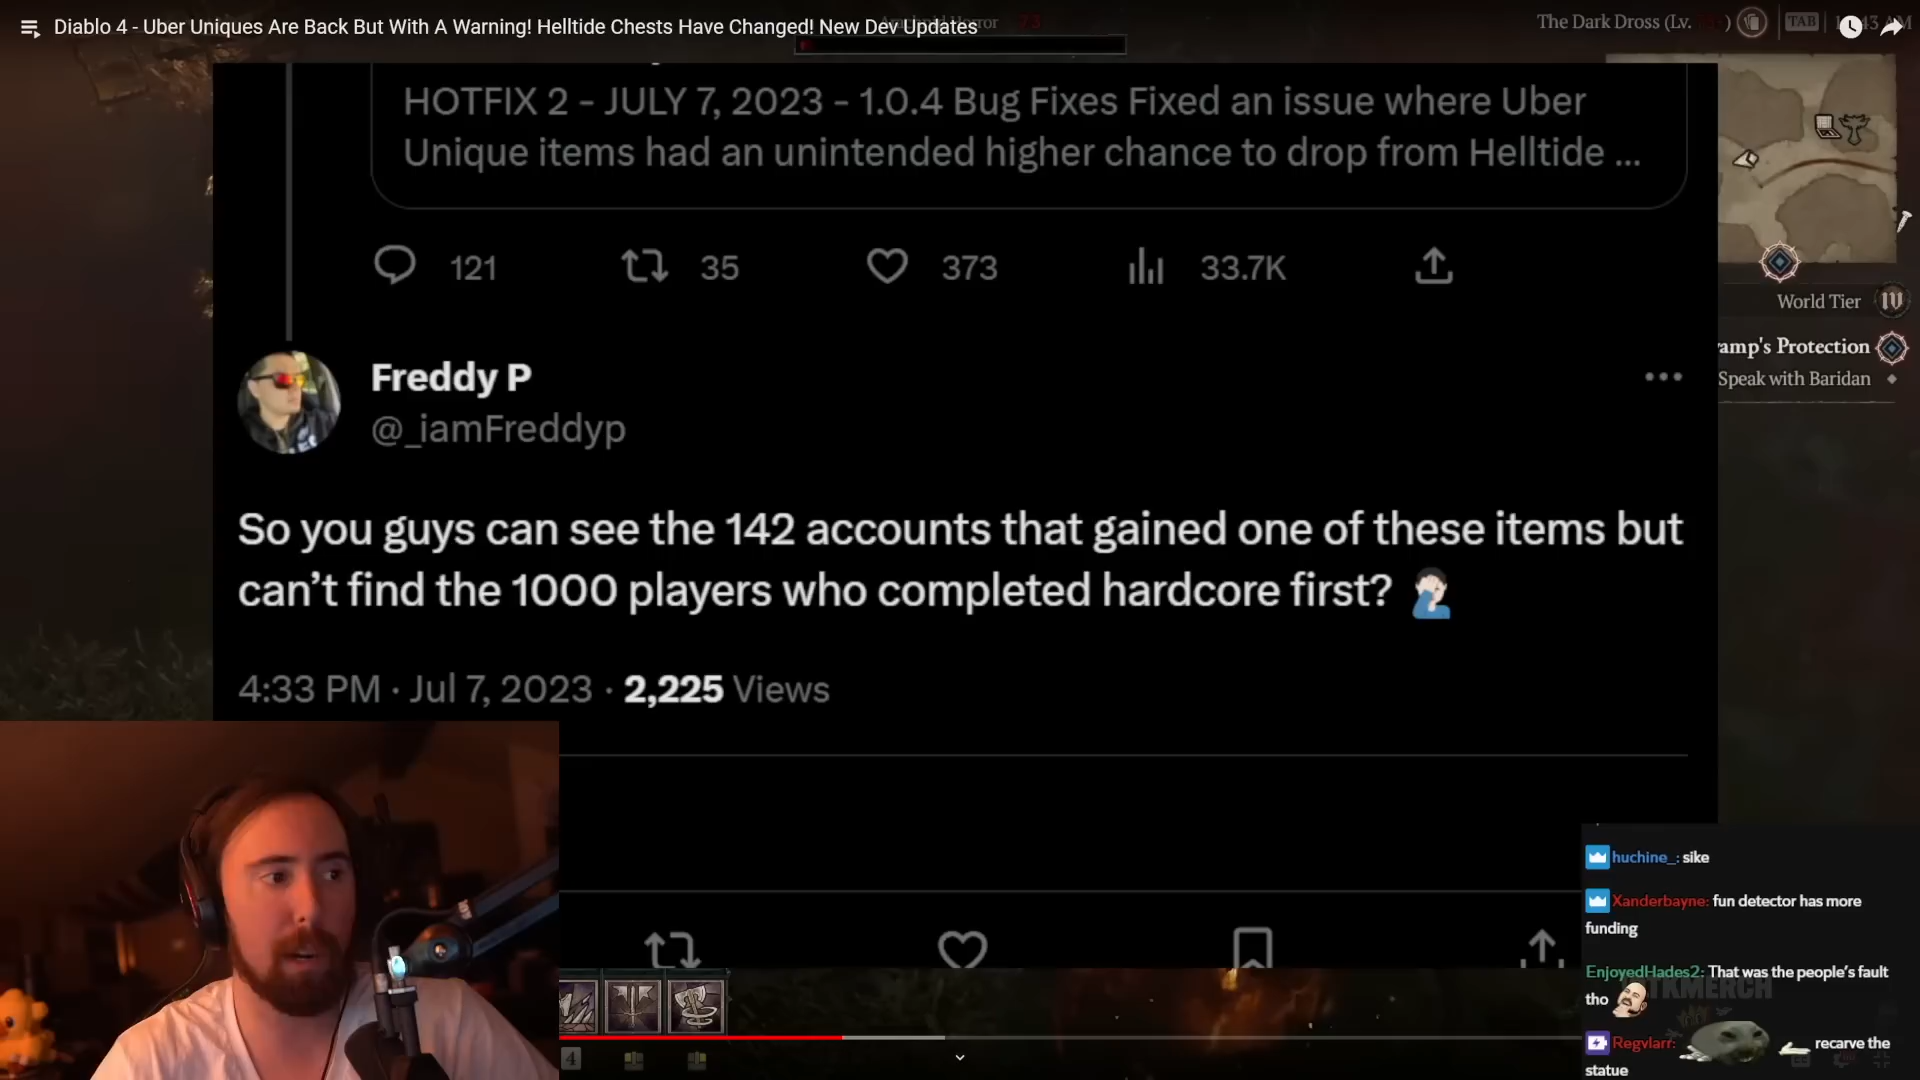 Diablo 4 - Uber Uniques Are Back But With A Warning! Helltide Chests Have Changed! New Dev Updates
The Dark Dross (Lv.
TAB
HOTFIX 2 – JULY 7, 2023 – 1.0.4 Bug Fixes Fixed an issue where Uber
Unique items had an unintended higher chance to drop from Helltide ...
121 35 373 33.7K
World Tier IV
amp's Protection
Speak with Baridan
Freddy P
@_iamFreddyp
So you guys can see the 142 accounts that gained one of these items but
can't find the 1000 players who completed hardcore first?
4:33 PM · Jul 7, 2023 · 2,225 Views
huchine_: sike
Xanderbayne: fun detector has more
funding
EnjoyedHades2: That was the people's fault
tho
Regvlarr: recarve the
statue
4